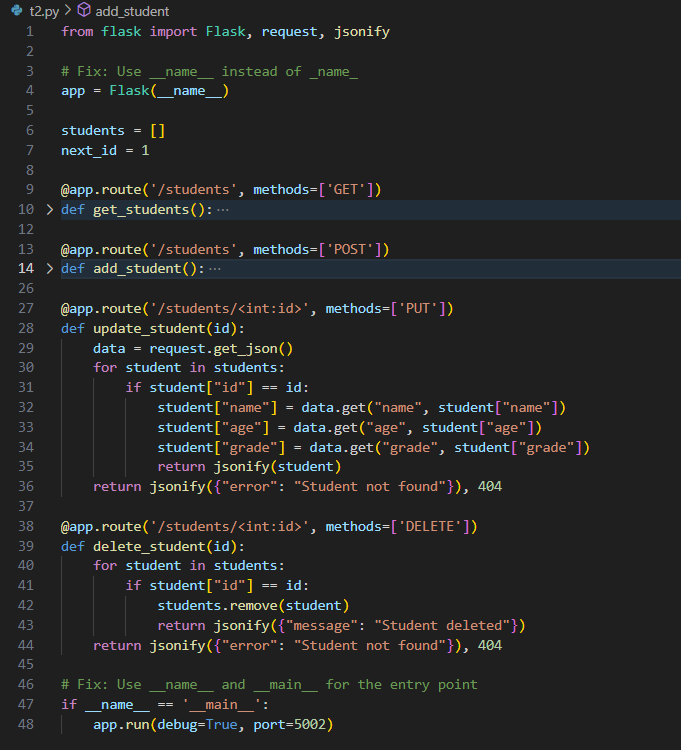 t2.py > add_student
1 from flask import Flask, request, jsonify
2
3 # Fix: Use __name__ instead of _name_
4 app = Flask(__name__)
5
6 students = []
7 next_id = 1
8
9 @app.route('/students', methods=['GET'])
10 > def get_students(): ···
12
13 @app.route('/students', methods=['POST'])
14 > def add_student(): ···
26
27 @app.route('/students/<int:id>', methods=['PUT'])
28 def update_student(id):
29     data = request.get_json()
30     for student in students:
31         if student["id"] == id:
32             student["name"] = data.get("name", student["name"])
33             student["age"] = data.get("age", student["age"])
34             student["grade"] = data.get("grade", student["grade"])
35             return jsonify(student)
36     return jsonify({"error": "Student not found"}), 404
37
38 @app.route('/students/<int:id>', methods=['DELETE'])
39 def delete_student(id):
40     for student in students:
41         if student["id"] == id:
42             students.remove(student)
43             return jsonify({"message": "Student deleted"})
44     return jsonify({"error": "Student not found"}), 404
45
46 # Fix: Use __name__ and __main__ for the entry point
47 if __name__ == '__main__':
48     app.run(debug=True, port=5002)